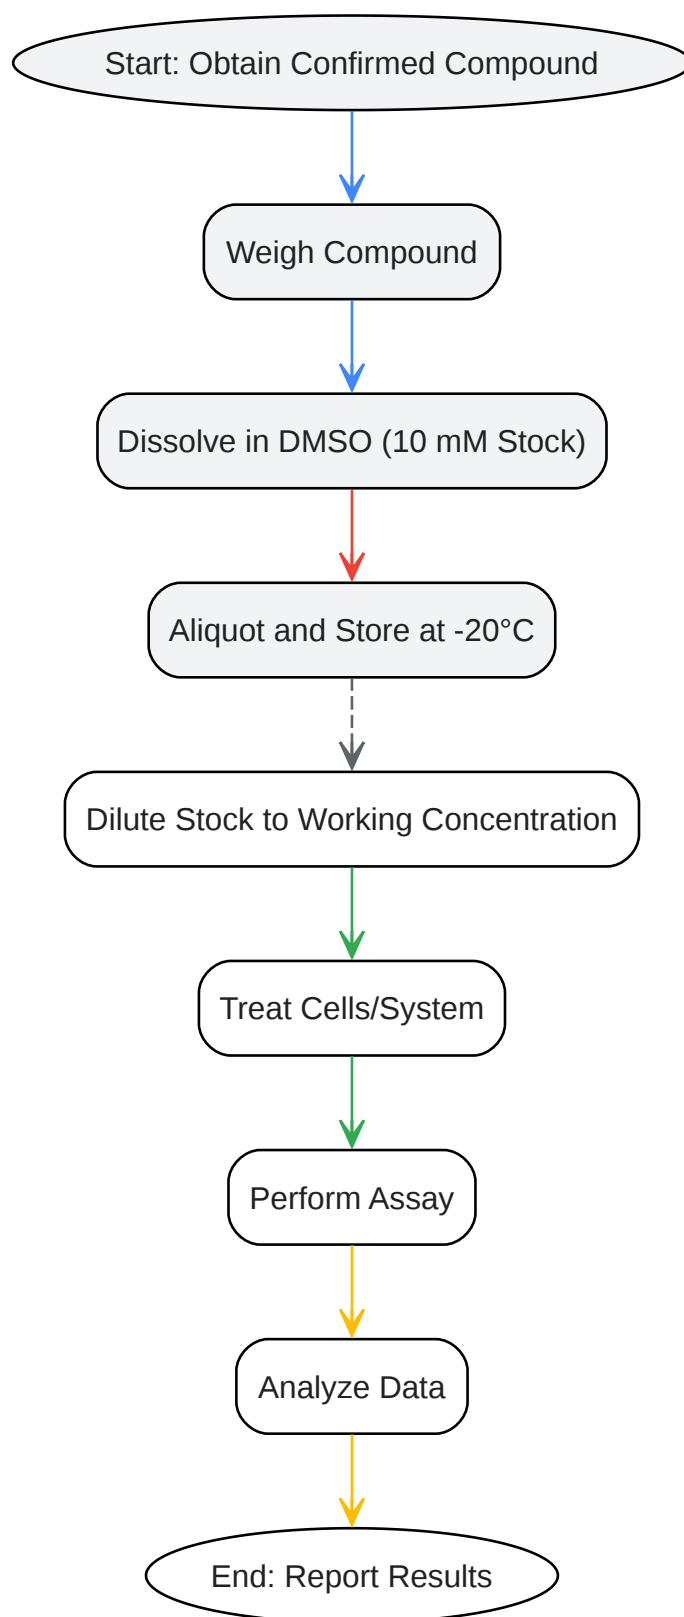 Start: Obtain Confirmed Compound
Weigh Compound
Dissolve in DMSO (10 mM Stock)
Aliquot and Store at -20°C
Dilute Stock to Working Concentration
Treat Cells/System
Perform Assay
Analyze Data
End: Report Results